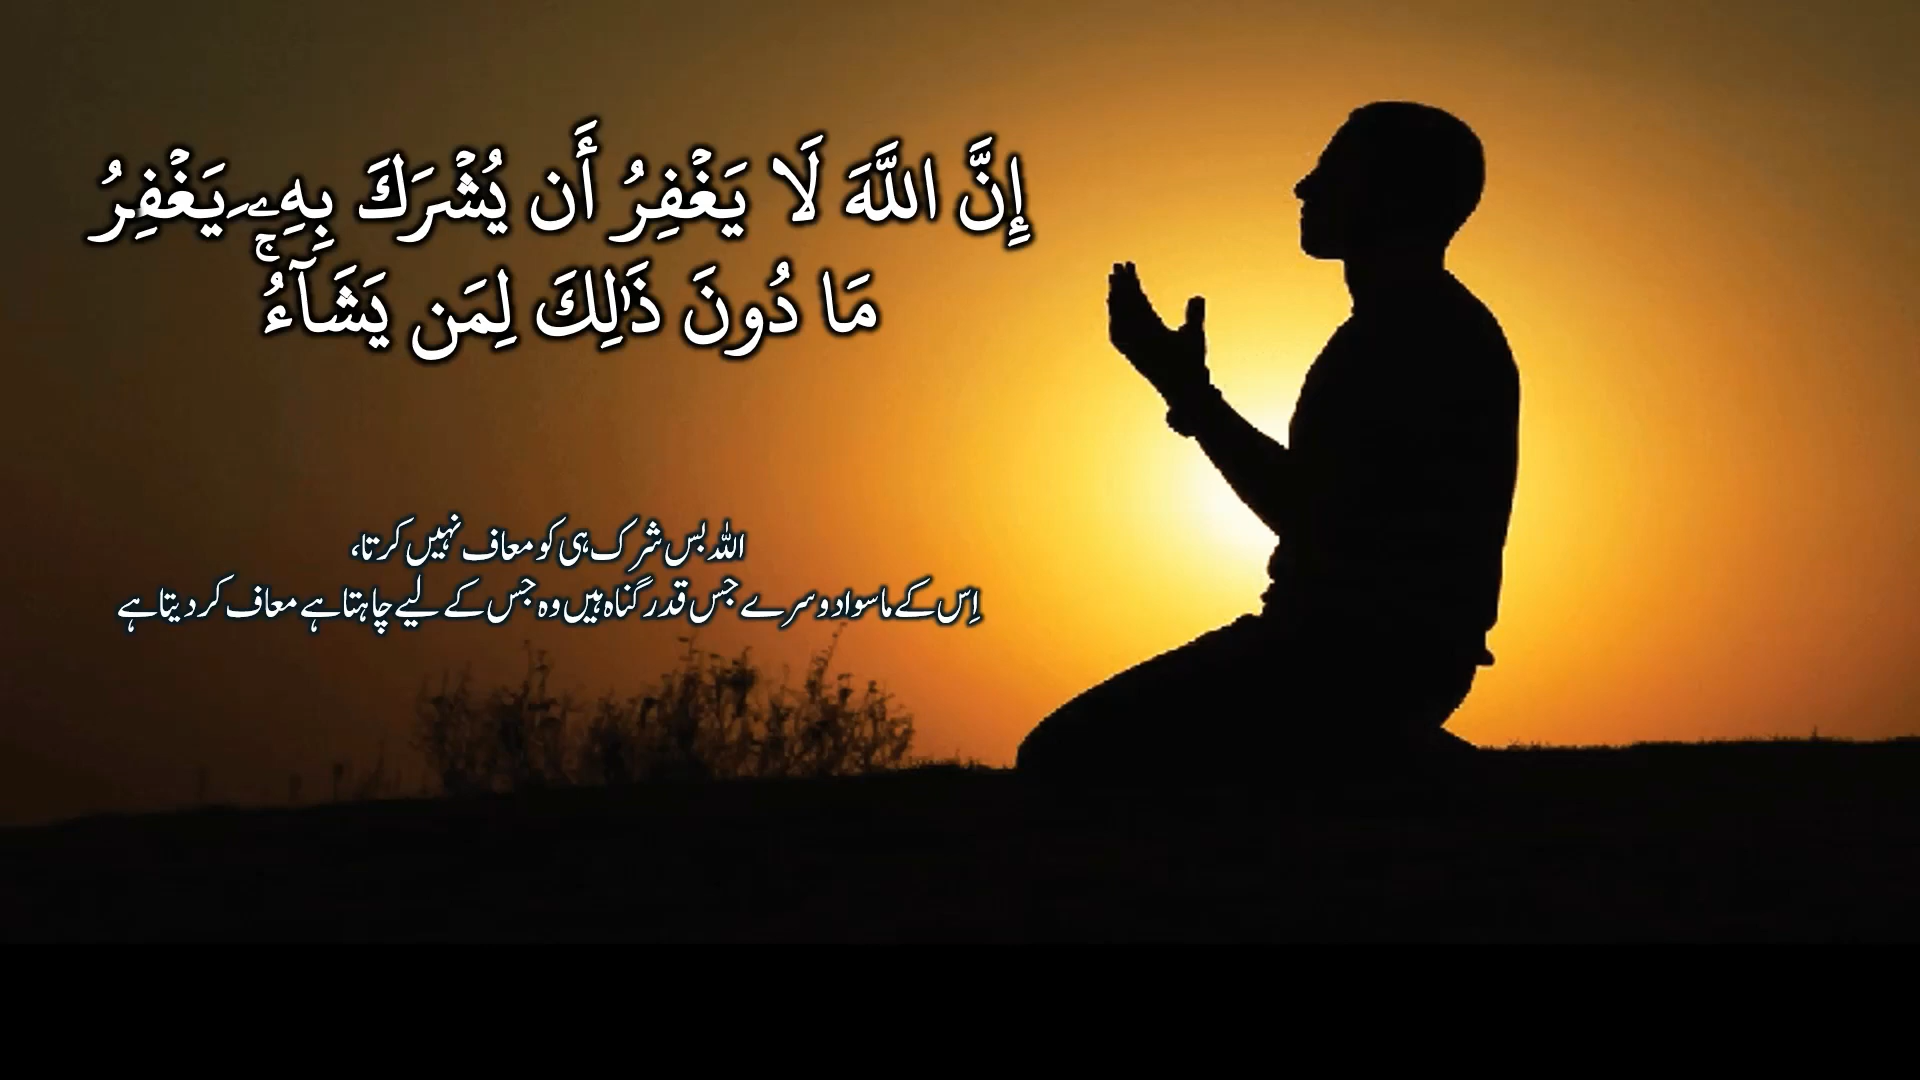 إِنَّ اللَّهَ لَا يَغْفِرُ أَن يُشْرَكَ بِهِۦ يَغْفِرُ
مَا دُونَ ذَٰلِكَ لِمَن يَشَآءُ ۚ
اللہ بس شرک ہی کو معاف نہیں کرتا،
اِس کے ماسوا دوسرے جس قدر گناہ ہیں وہ جس کے لیے چاہتا ہے معاف کر دیتا ہے